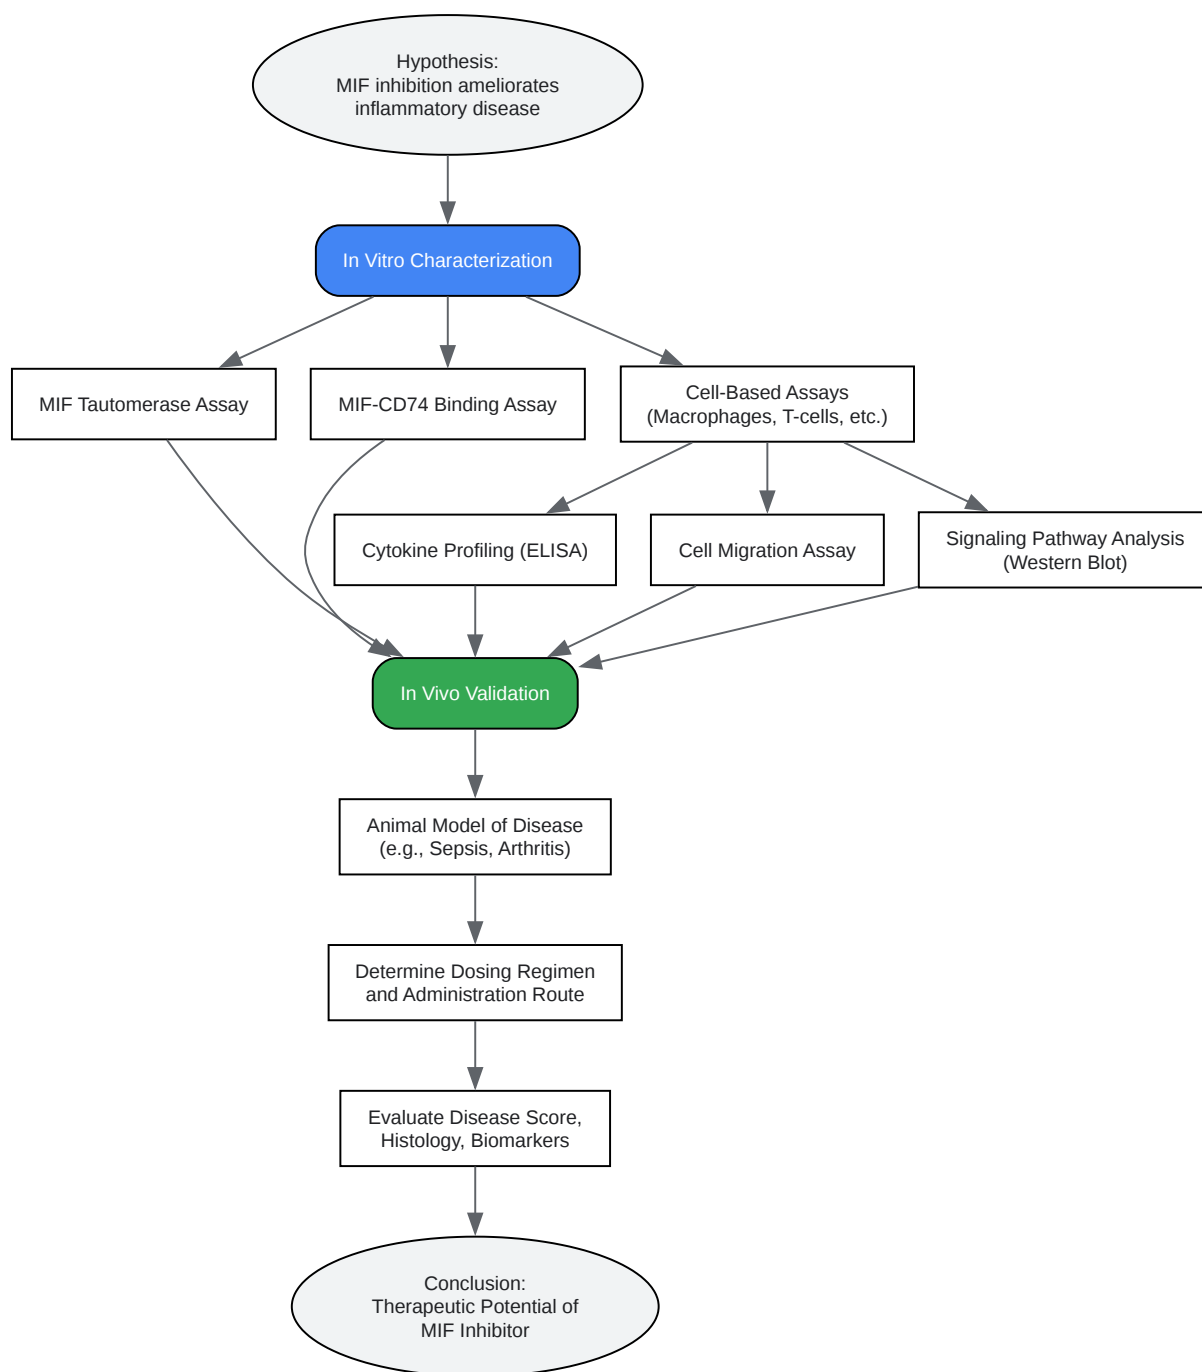 Hypothesis:
MIF inhibition ameliorates
inflammatory disease
In Vitro Characterization
MIF Tautomerase Assay
MIF-CD74 Binding Assay
Cell-Based Assays
(Macrophages, T-cells, etc.)
Cytokine Profiling (ELISA)
Cell Migration Assay
Signaling Pathway Analysis
(Western Blot)
In Vivo Validation
Animal Model of Disease
(e.g., Sepsis, Arthritis)
Determine Dosing Regimen
and Administration Route
Evaluate Disease Score,
Histology, Biomarkers
Conclusion:
Therapeutic Potential of
MIF Inhibitor